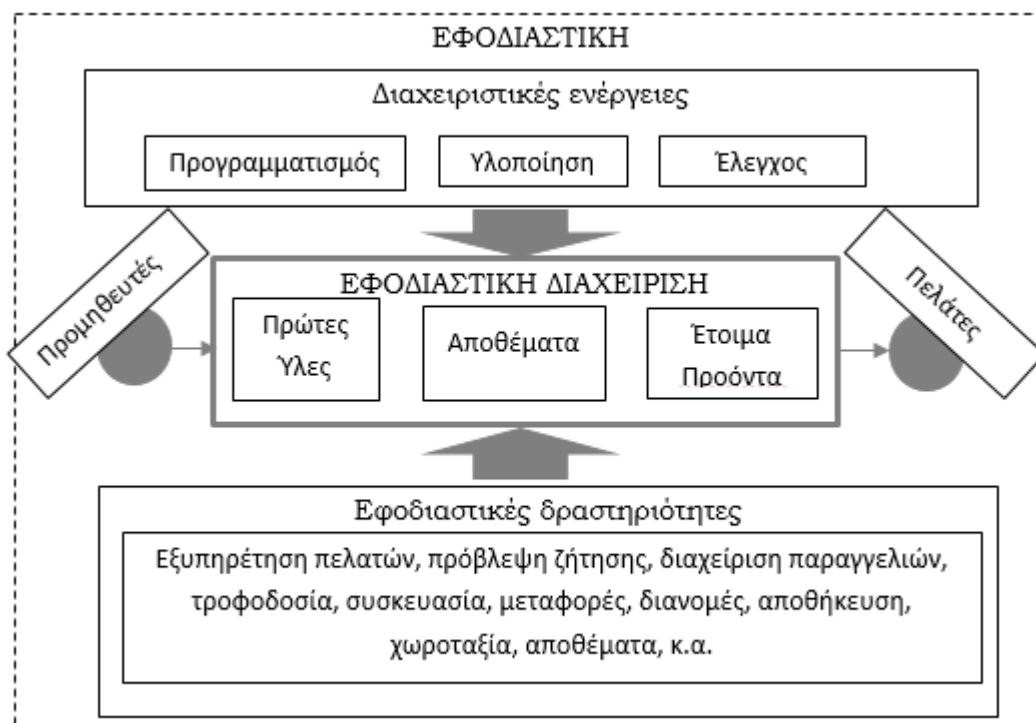 ΕΦΟΔΙΑΣΤΙΚΗ
Διαχειριστικές ενέργειες
Προγραμματισμός
Υλοποίηση
Έλεγχος
Προμηθευτές
Πελάτες
ΕΦΟΔΙΑΣΤΙΚΗ ΔΙΑΧΕΙΡΙΣΗ
Πρώτες
Ύλες
Αποθέματα
Έτοιμα
Προόντα
Εφοδιαστικές δραστηριότητες
Εξυπηρέτηση πελατών, πρόβλεψη ζήτησης, διαχείριση παραγγελιών,
τροφοδοσία, συσκευασία, μεταφορές, διανομές, αποθήκευση,
χωροταξία, αποθέματα, κ.α.